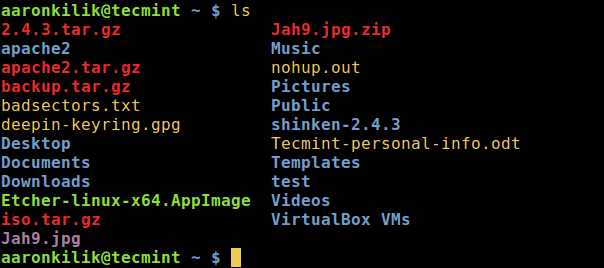 aaronkilik@tecmint ~ $ ls
2.4.3.tar.gz Jah9.jpg.zip
apache2 Music
apache2.tar.gz nohup.out
backup.tar.gz Pictures
badsectors.txt Public
deepin-keyring.gpg shinken-2.4.3
Desktop Tecmint-personal-info.odt
Documents Templates
Downloads test
Etcher-linux-x64.AppImage Videos
iso.tar.gz VirtualBox VMs
Jah9.jpg
aaronkilik@tecmint ~ $